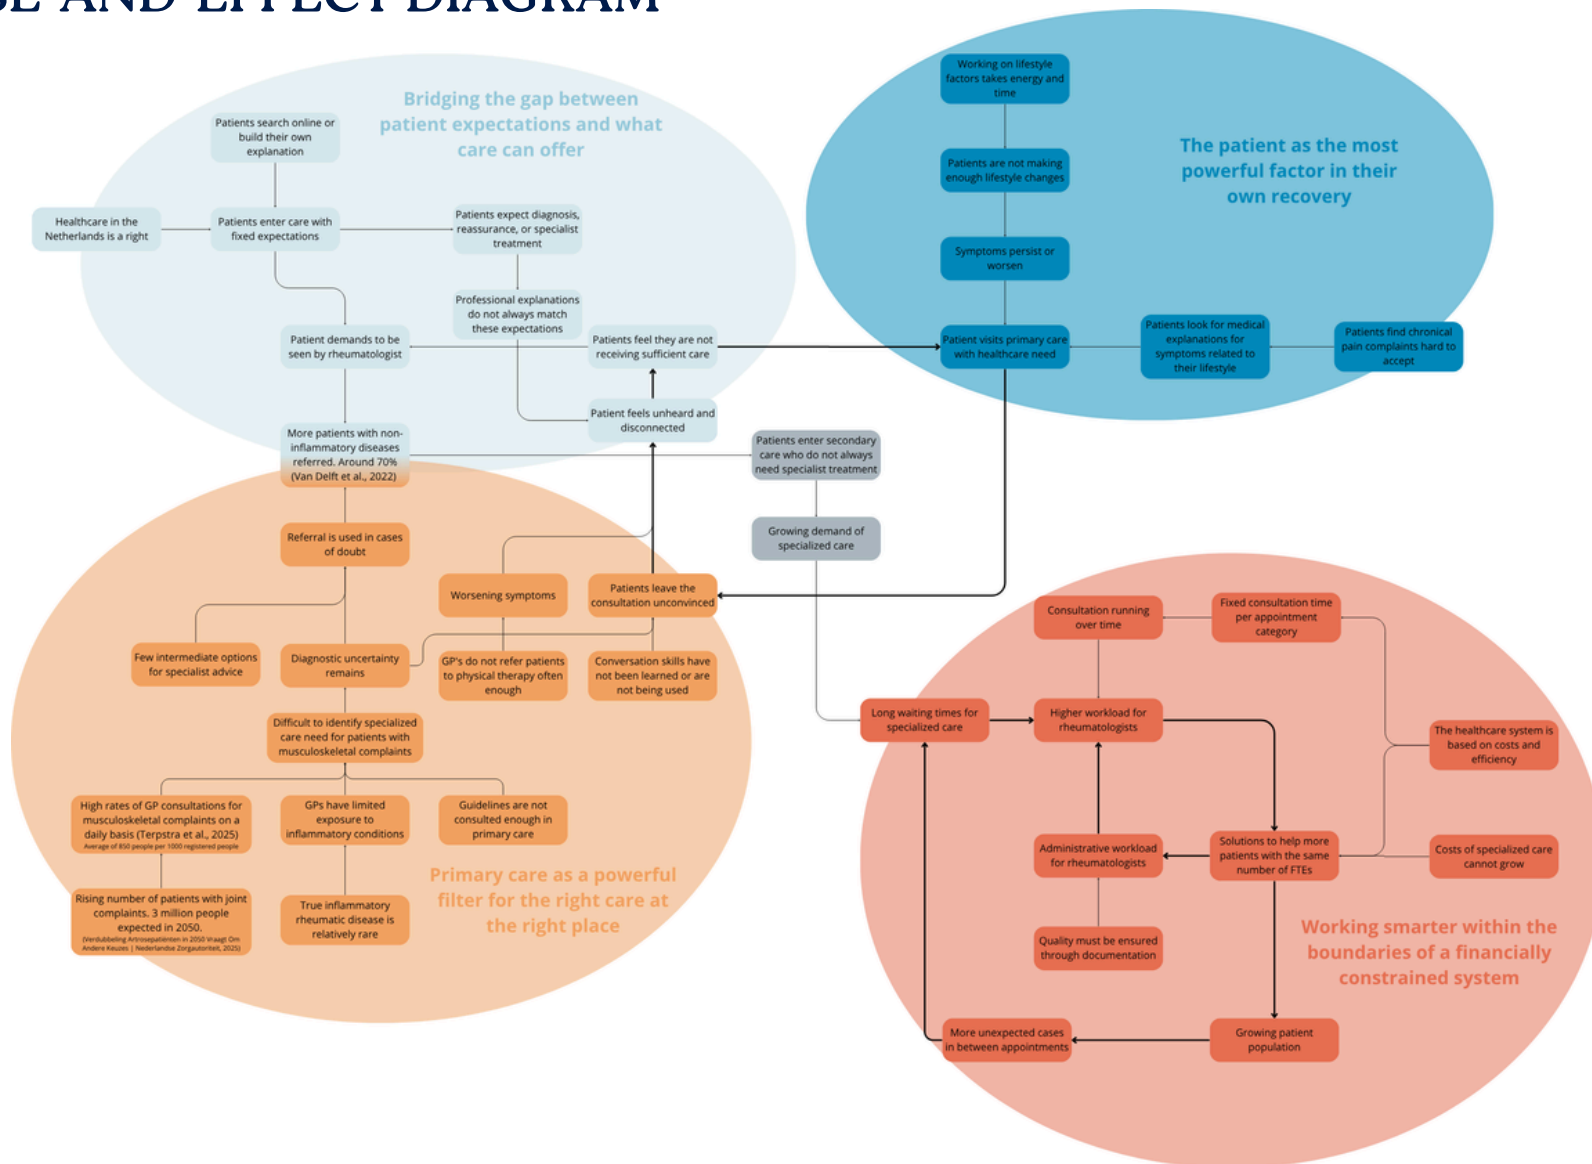 SE AND EFFECT DIAGRAM
Bridging the gap between
patient expectations and what
care can offer
Patients search online or
build their own
explanation
Healthcare in the
Netherlands is a right
Patients enter care with
fixed expectations
Patients expect diagnosis,
reassurance, or specialist
treatment
Professional explanations
do not always match
these expectations
Patient demands to be
seen by rheumatologist
Patients feel they are not
receiving sufficient care
Patient feels unheard and
disconnected
More patients with non-
inflammatory diseases
referred. Around 70%
(Van Delft et al., 2022)
The patient as the most
powerful factor in their
own recovery
Working on lifestyle
factors takes energy and
time
Patients are not making
enough lifestyle changes
Symptoms persist or
worsen
Patient visits primary care
with healthcare need
Patients look for medical
explanations for
symptoms related to
their lifestyle
Patients find chronical
pain complaints hard to
accept
Patients enter secondary
care who do not always
need specialist treatment
Growing demand of
specialized care
Referral is used in cases
of doubt
Worsening symptoms
Patients leave the
consultation unconvinced
Few intermediate options
for specialist advice
Diagnostic uncertainty
remains
GP's do not refer patients
to physical therapy often
enough
Conversation skills have
not been learned or are
not being used
Difficult to identify specialized
care need for patients with
musculoskeletal complaints
High rates of GP consultations for
musculoskeletal complaints on a
daily basis (Terpstra et al., 2025)
Average of 850 people per 1000 registered people
GPs have limited
exposure to
inflammatory conditions
Guidelines are not
consulted enough in
primary care
Rising number of patients with joint
complaints. 3 million people
expected in 2050.
(Verdubbeling Artrosepatiënten in 2050 Vraagt Om
Andere Keuzes | Nederlandse Zorgautoriteit, 2025)
True inflammatory
rheumatic disease is
relatively rare
Primary care as a powerful
filter for the right care at
the right place
Consultation running
over time
Fixed consultation time
per appointment
category
Long waiting times for
specialized care
Higher workload for
rheumatologists
The healthcare system is
based on costs and
efficiency
Administrative workload
for rheumatologists
Solutions to help more
patients with the same
number of FTEs
Costs of specialized care
cannot grow
Quality must be ensured
through documentation
Working smarter within the
boundaries of a financially
constrained system
More unexpected cases
in between appointments
Growing patient
population